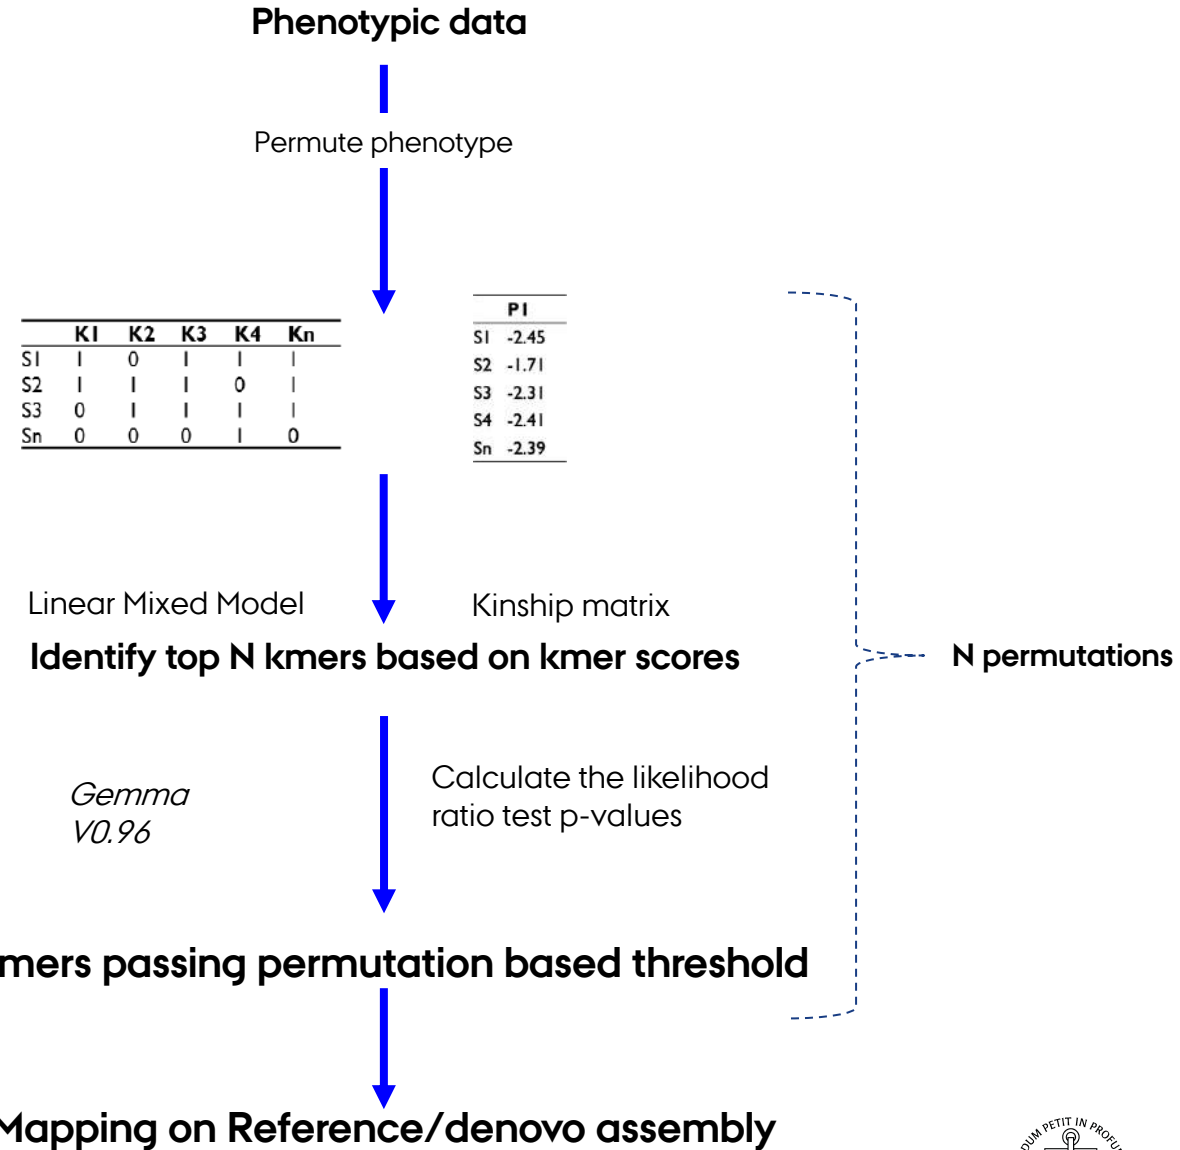 Phenotypic data
Permute phenotype
K1 K2 K3 K4 Kn
S1 1 0 1 1 1
S2 1 1 1 0 1
S3 0 1 1 1 1
Sn 0 0 0 1 0
P1
S1 -2.45
S2 -1.71
S3 -2.31
S4 -2.41
Sn -2.39
Linear Mixed Model
Kinship matrix
Identify top N kmers based on kmer scores
N permutations
Gemma
V0.96
Calculate the likelihood
ratio test p-values
mers passing permutation based threshold
Mapping on Reference/denovo assembly
PETIT IN